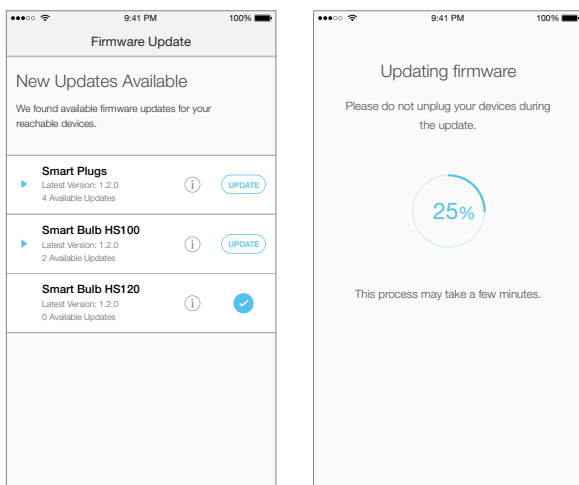 9:41 PM
100%
Firmware Update
New Updates Available
We found available firmware updates for your
reachable devices.
Smart Plugs
Latest Version: 1.2.0
4 Available Updates
i
UPDATE
Smart Bulb HS100
Latest Version: 1.2.0
2 Available Updates
i
UPDATE
Smart Bulb HS120
Latest Version: 1.2.0
0 Available Updates
i
9:41 PM
100%
Updating firmware
Please do not unplug your devices during
the update.
25%
This process may take a few minutes.